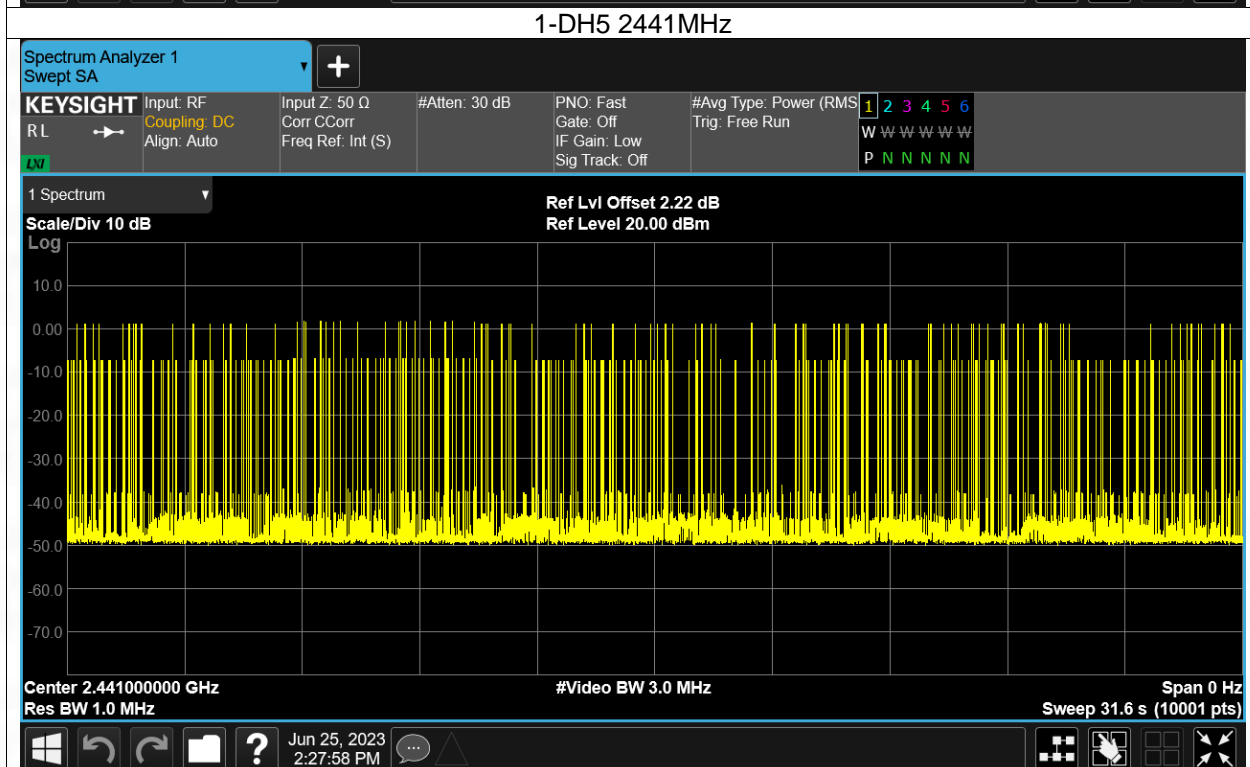 1-DH5 2441MHz
Spectrum Analyzer 1
Swept SA
+
KEYSIGHT Input: RF Input Z: 50 Ω #Atten: 30 dB PNO: Fast #Avg Type: Power (RMS 1 2 3 4 5 6
R L Coupling: DC Corr CCorr Gate: Off Trig: Free Run W W W W W W
Align: Auto Freq Ref: Int (S) IF Gain: Low
LXI Sig Track: Off P N N N N N
1 Spectrum
Ref Lvl Offset 2.22 dB
Scale/Div 10 dB Ref Level 20.00 dBm
Log
10.0
0.00
-10.0
-20.0
-30.0
-40.0
-50.0
-60.0
-70.0
Center 2.441000000 GHz #Video BW 3.0 MHz Span 0 Hz
Res BW 1.0 MHz Sweep 31.6 s (10001 pts)
? Jun 25, 2023
2:27:58 PM